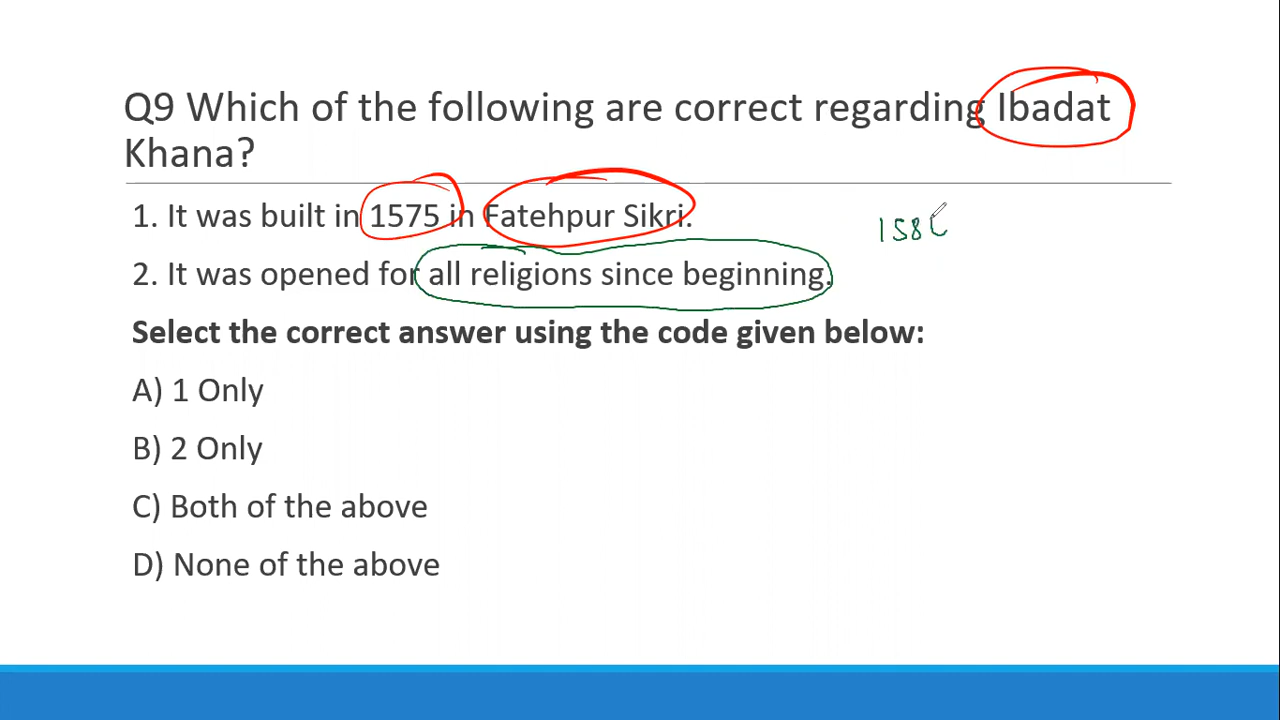 Q9 Which of the following are correct regarding Ibadat
Khana?
1. It was built in 1575 in Fatehpur Sikri.
2. It was opened for all religions since beginning.
Select the correct answer using the code given below:
A) 1 Only
B) 2 Only
C) Both of the above
D) None of the above